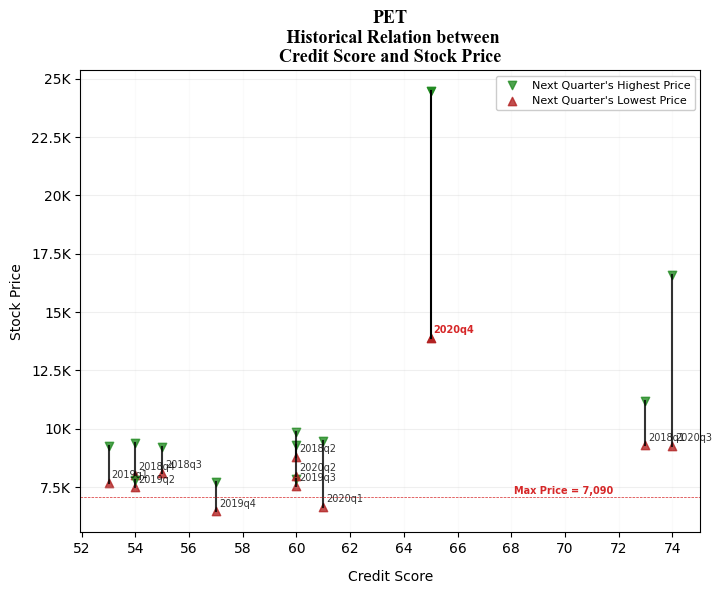 PET
Historical Relation between
Credit Score and Stock Price
25K
22.5K
20K
17.5K
15K
12.5K
10K
7.5K
Stock Price
Next Quarter's Highest Price
Next Quarter's Lowest Price
2020q4
2018q1
2020q3
2018q2
2018q4
2018q3
2020q2
2019q1
2019q2
2019q3
2019q4
2020q1
Max Price = 7,090
52 54 56 58 60 62 64 66 68 70 72 74
Credit Score